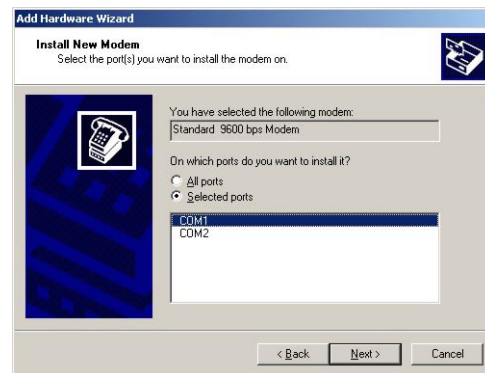 Add Hardware Wizard
Install New Modem
Select the port(s) you want to install the modem on.
You have selected the following modem:
Standard 9600 bps Modem
On which ports do you want to install it?
All ports
Selected ports
COM1
COM2
< Back
Next >
Cancel